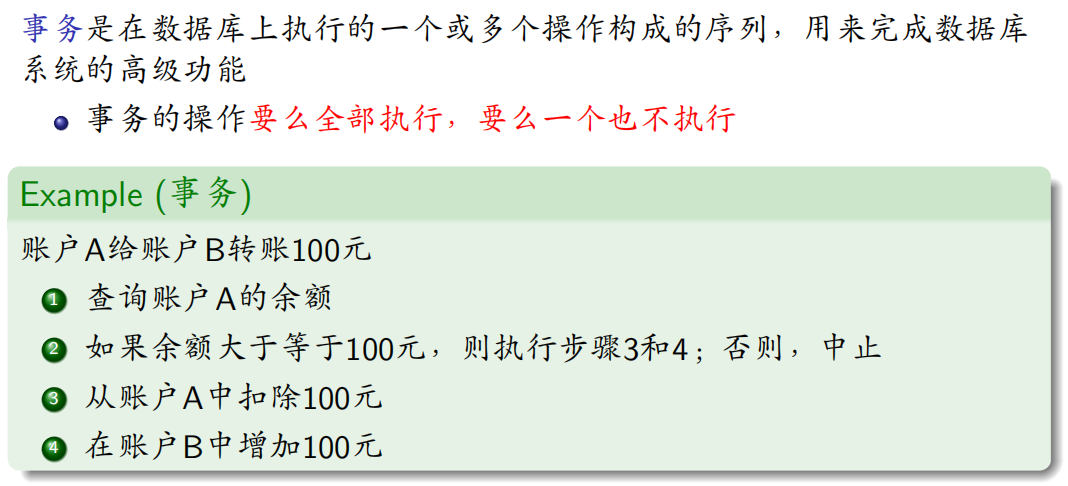 事务是在数据库上执行的一个或多个操作构成的序列，用来完成数据库
系统的高级功能
事务的操作要么全部执行，要么一个也不执行
Example (事务)
账户A给账户B转账100元
1 查询账户A的余额
2 如果余额大于等于100元，则执行步骤3和4；否则，中止
3 从账户A中扣除100元
4 在账户B中增加100元